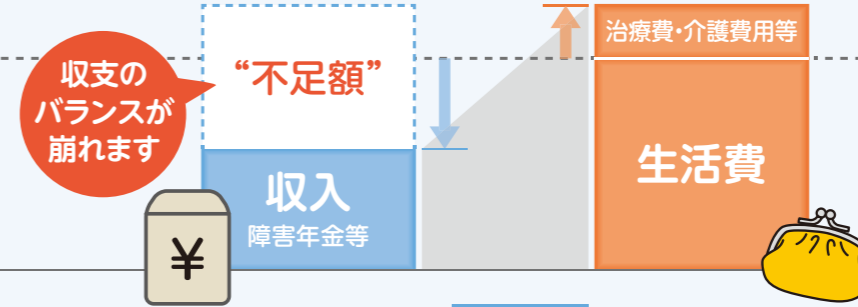 収支の
バランスが
崩れます
“不足額”
収入
障害年金等
¥
治療費・介護費用等
生活費